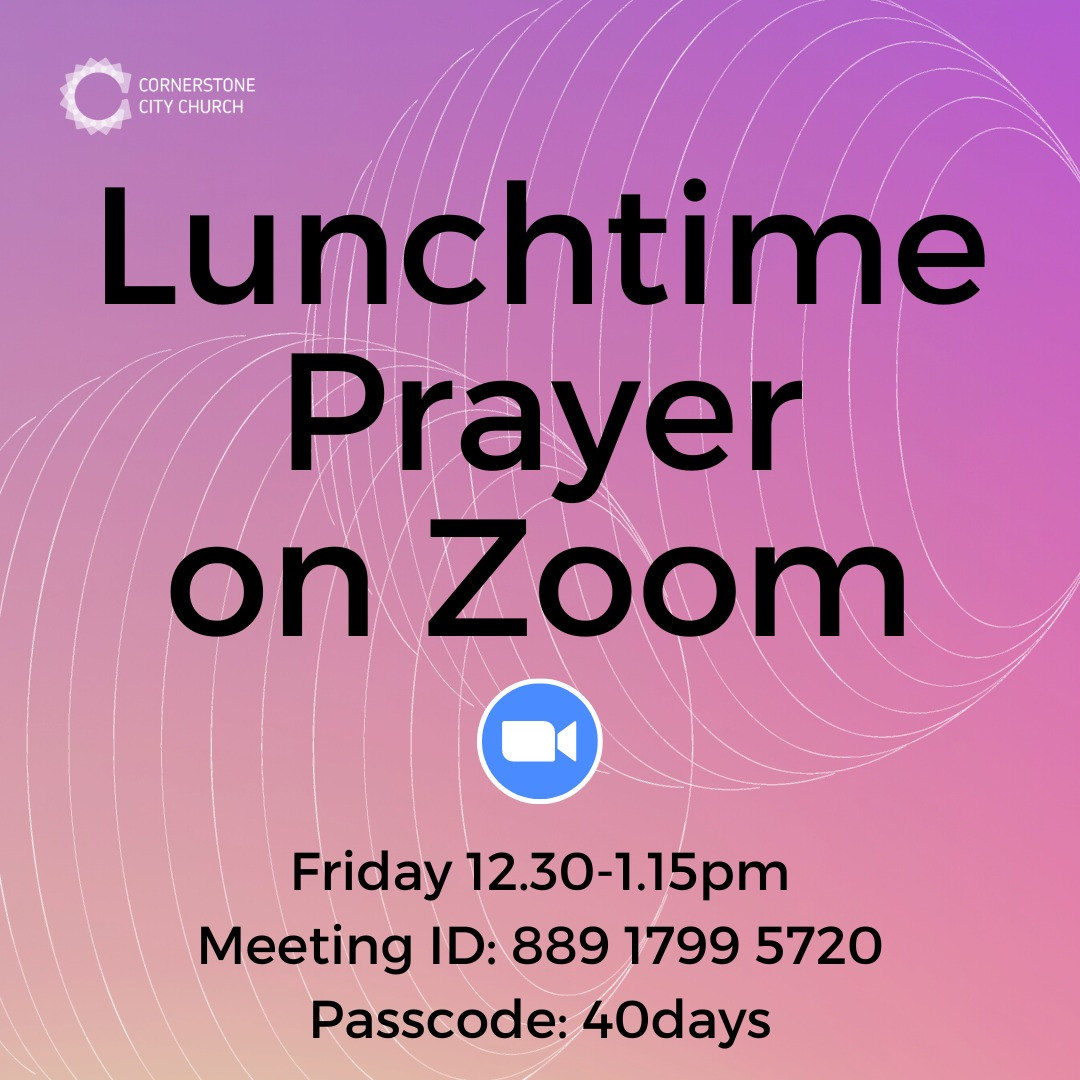 CORNERSTONE
CITY CHURCH
Lunchtime
Prayer
on Zoom
Friday 12.30-1.15pm
Meeting ID: 889 1799 5720
Passcode: 40days